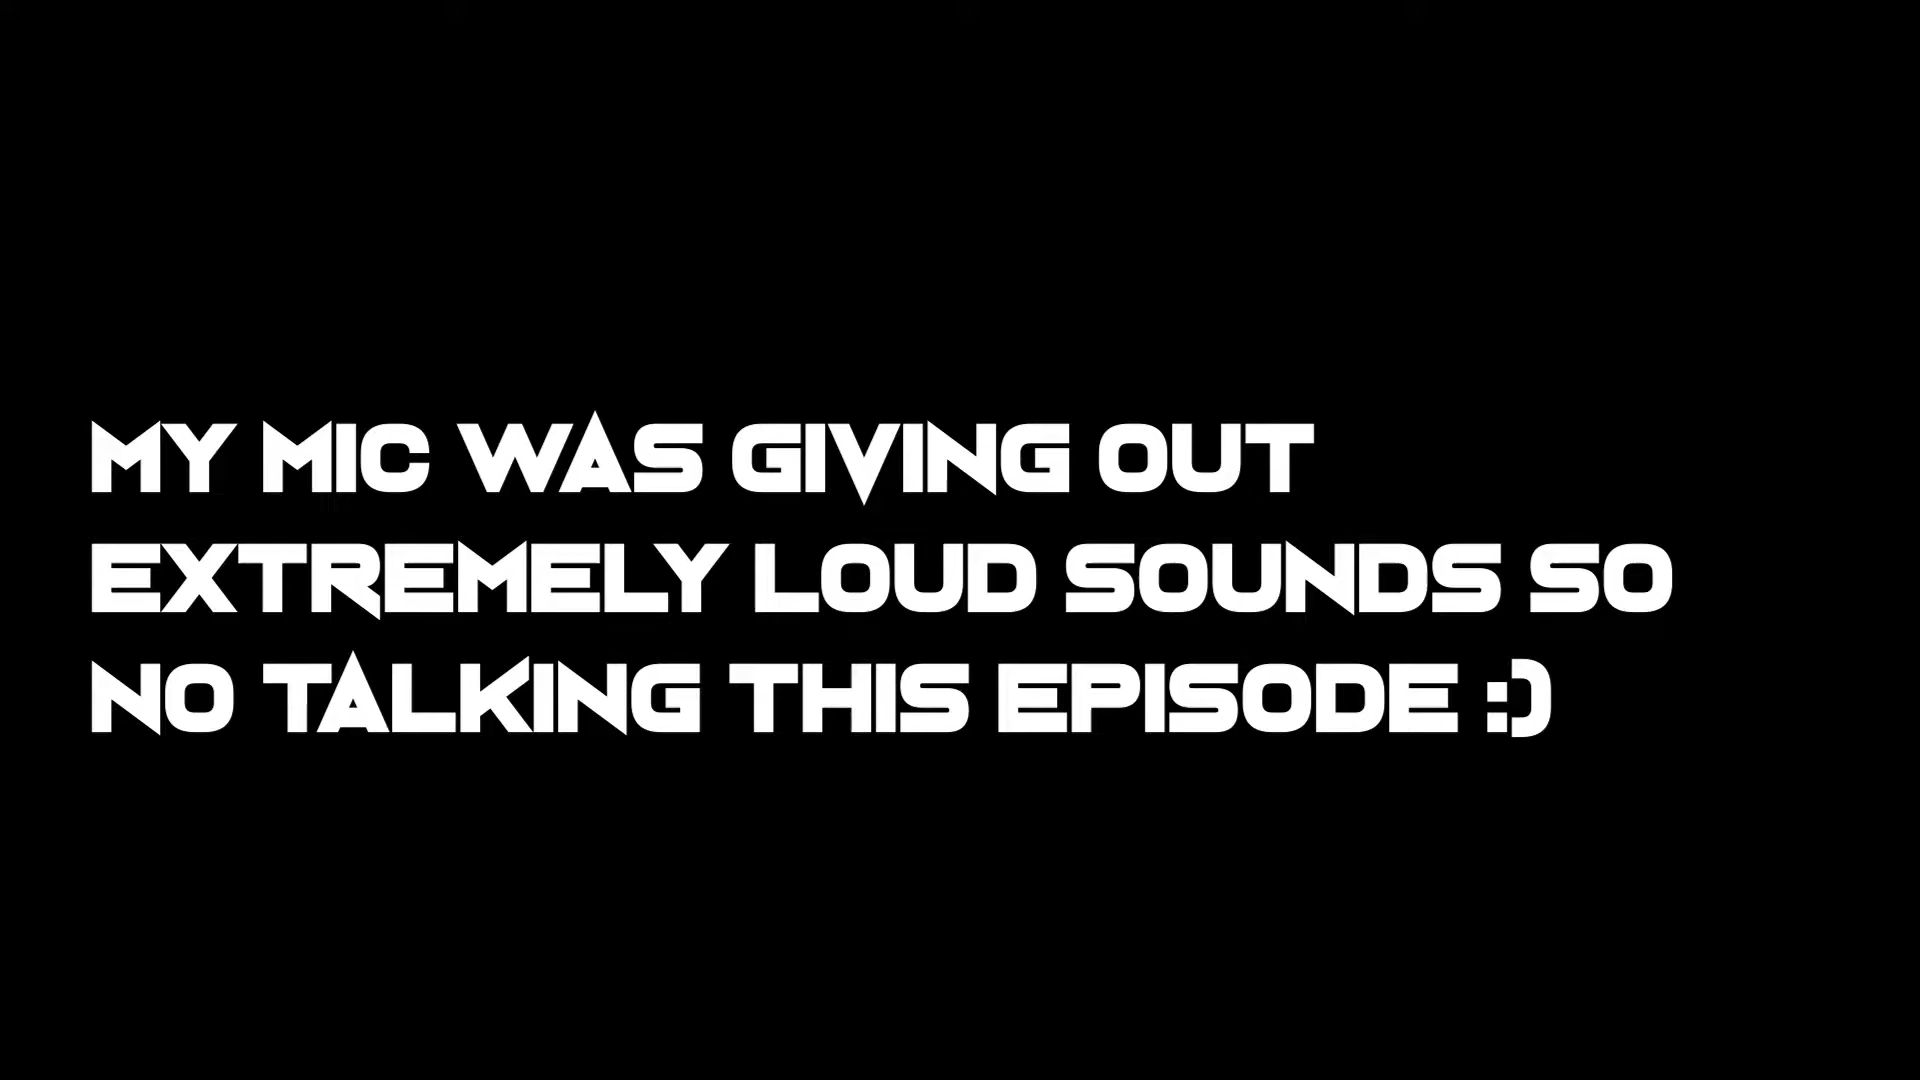 MY MIC WAS GIVING OUT
EXTREMELY LOUD SOUNDS SO
NO TALKING THIS EPISODE :)